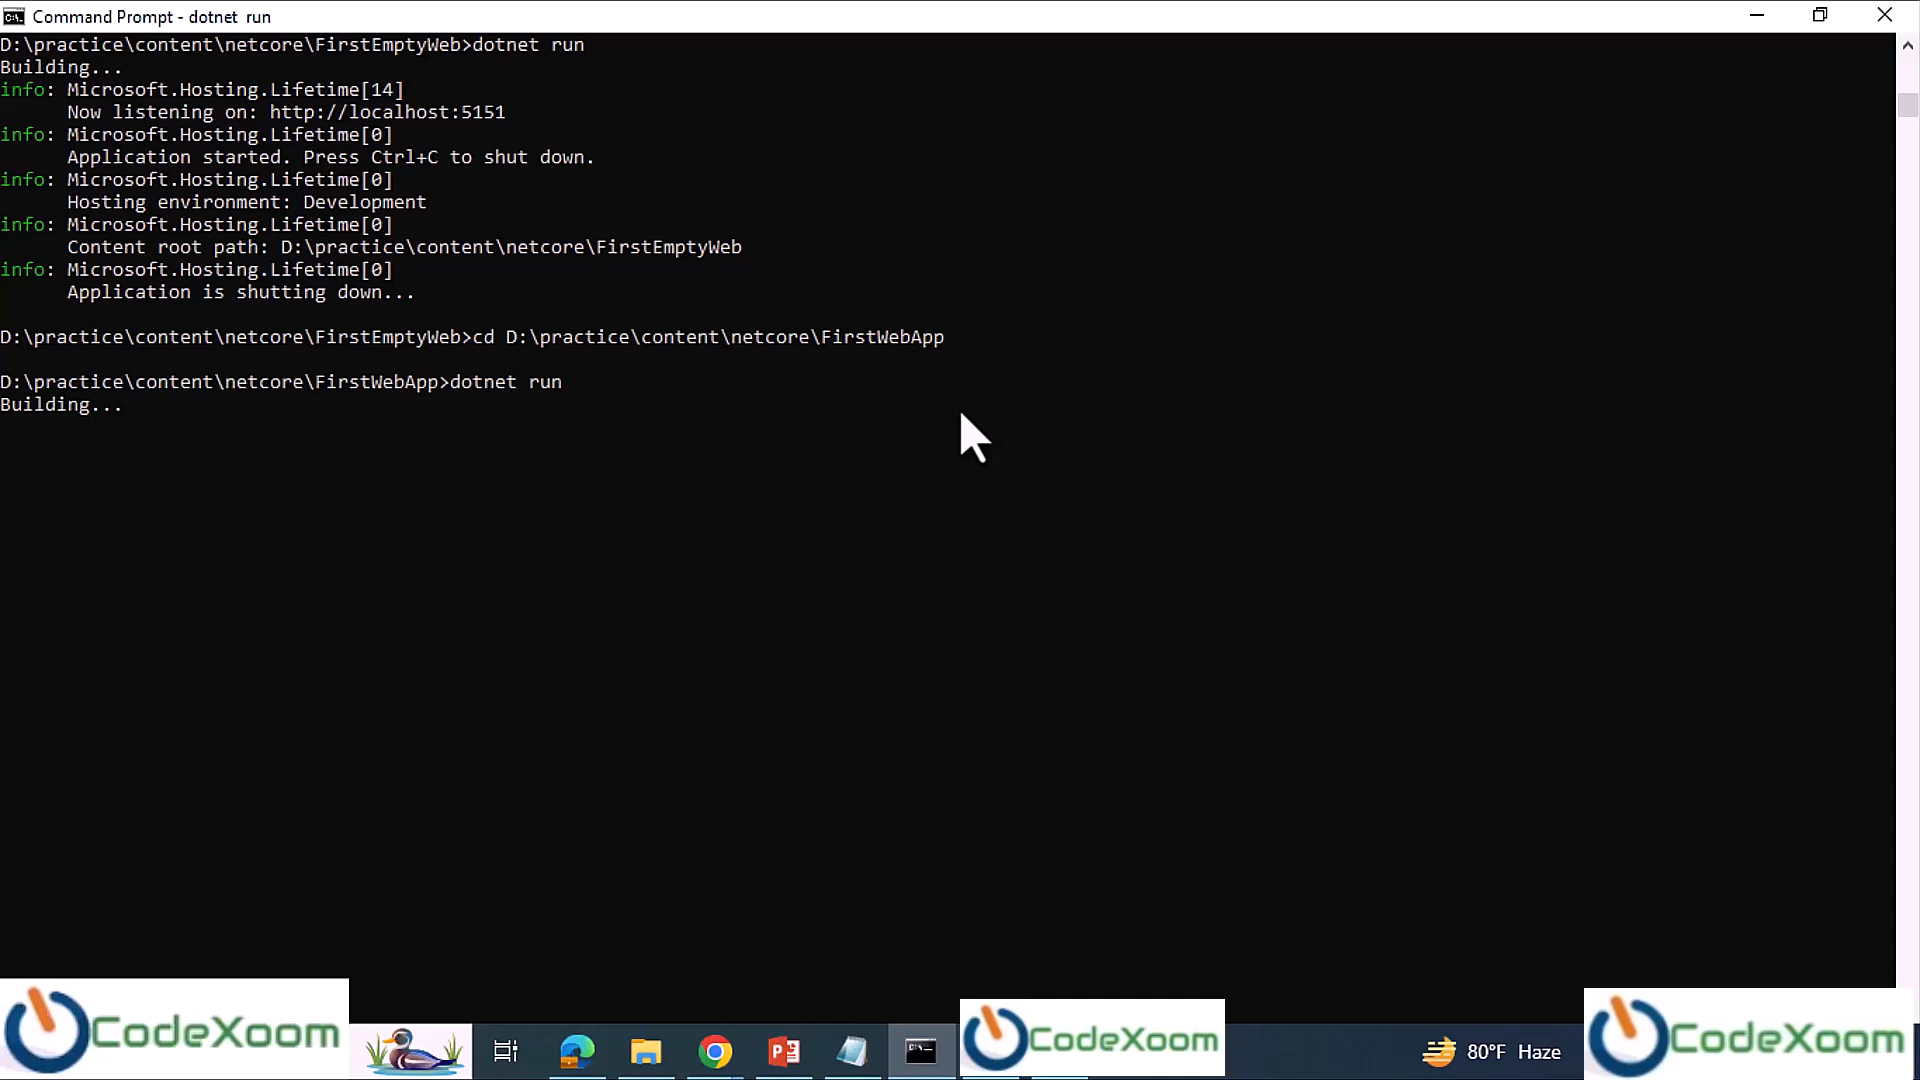 Command Prompt - dotnet  run
D:\practice\content\netcore\FirstEmptyWeb>dotnet run
Building...
info: Microsoft.Hosting.Lifetime[14]
      Now listening on: http://localhost:5151
info: Microsoft.Hosting.Lifetime[0]
      Application started. Press Ctrl+C to shut down.
info: Microsoft.Hosting.Lifetime[0]
      Hosting environment: Development
info: Microsoft.Hosting.Lifetime[0]
      Content root path: D:\practice\content\netcore\FirstEmptyWeb
info: Microsoft.Hosting.Lifetime[0]
      Application is shutting down...
D:\practice\content\netcore\FirstEmptyWeb>cd D:\practice\content\netcore\FirstWebApp
D:\practice\content\netcore\FirstWebApp>dotnet run
Building...
CodeXoom
CodeXoom
80°F Haze
CodeXoom